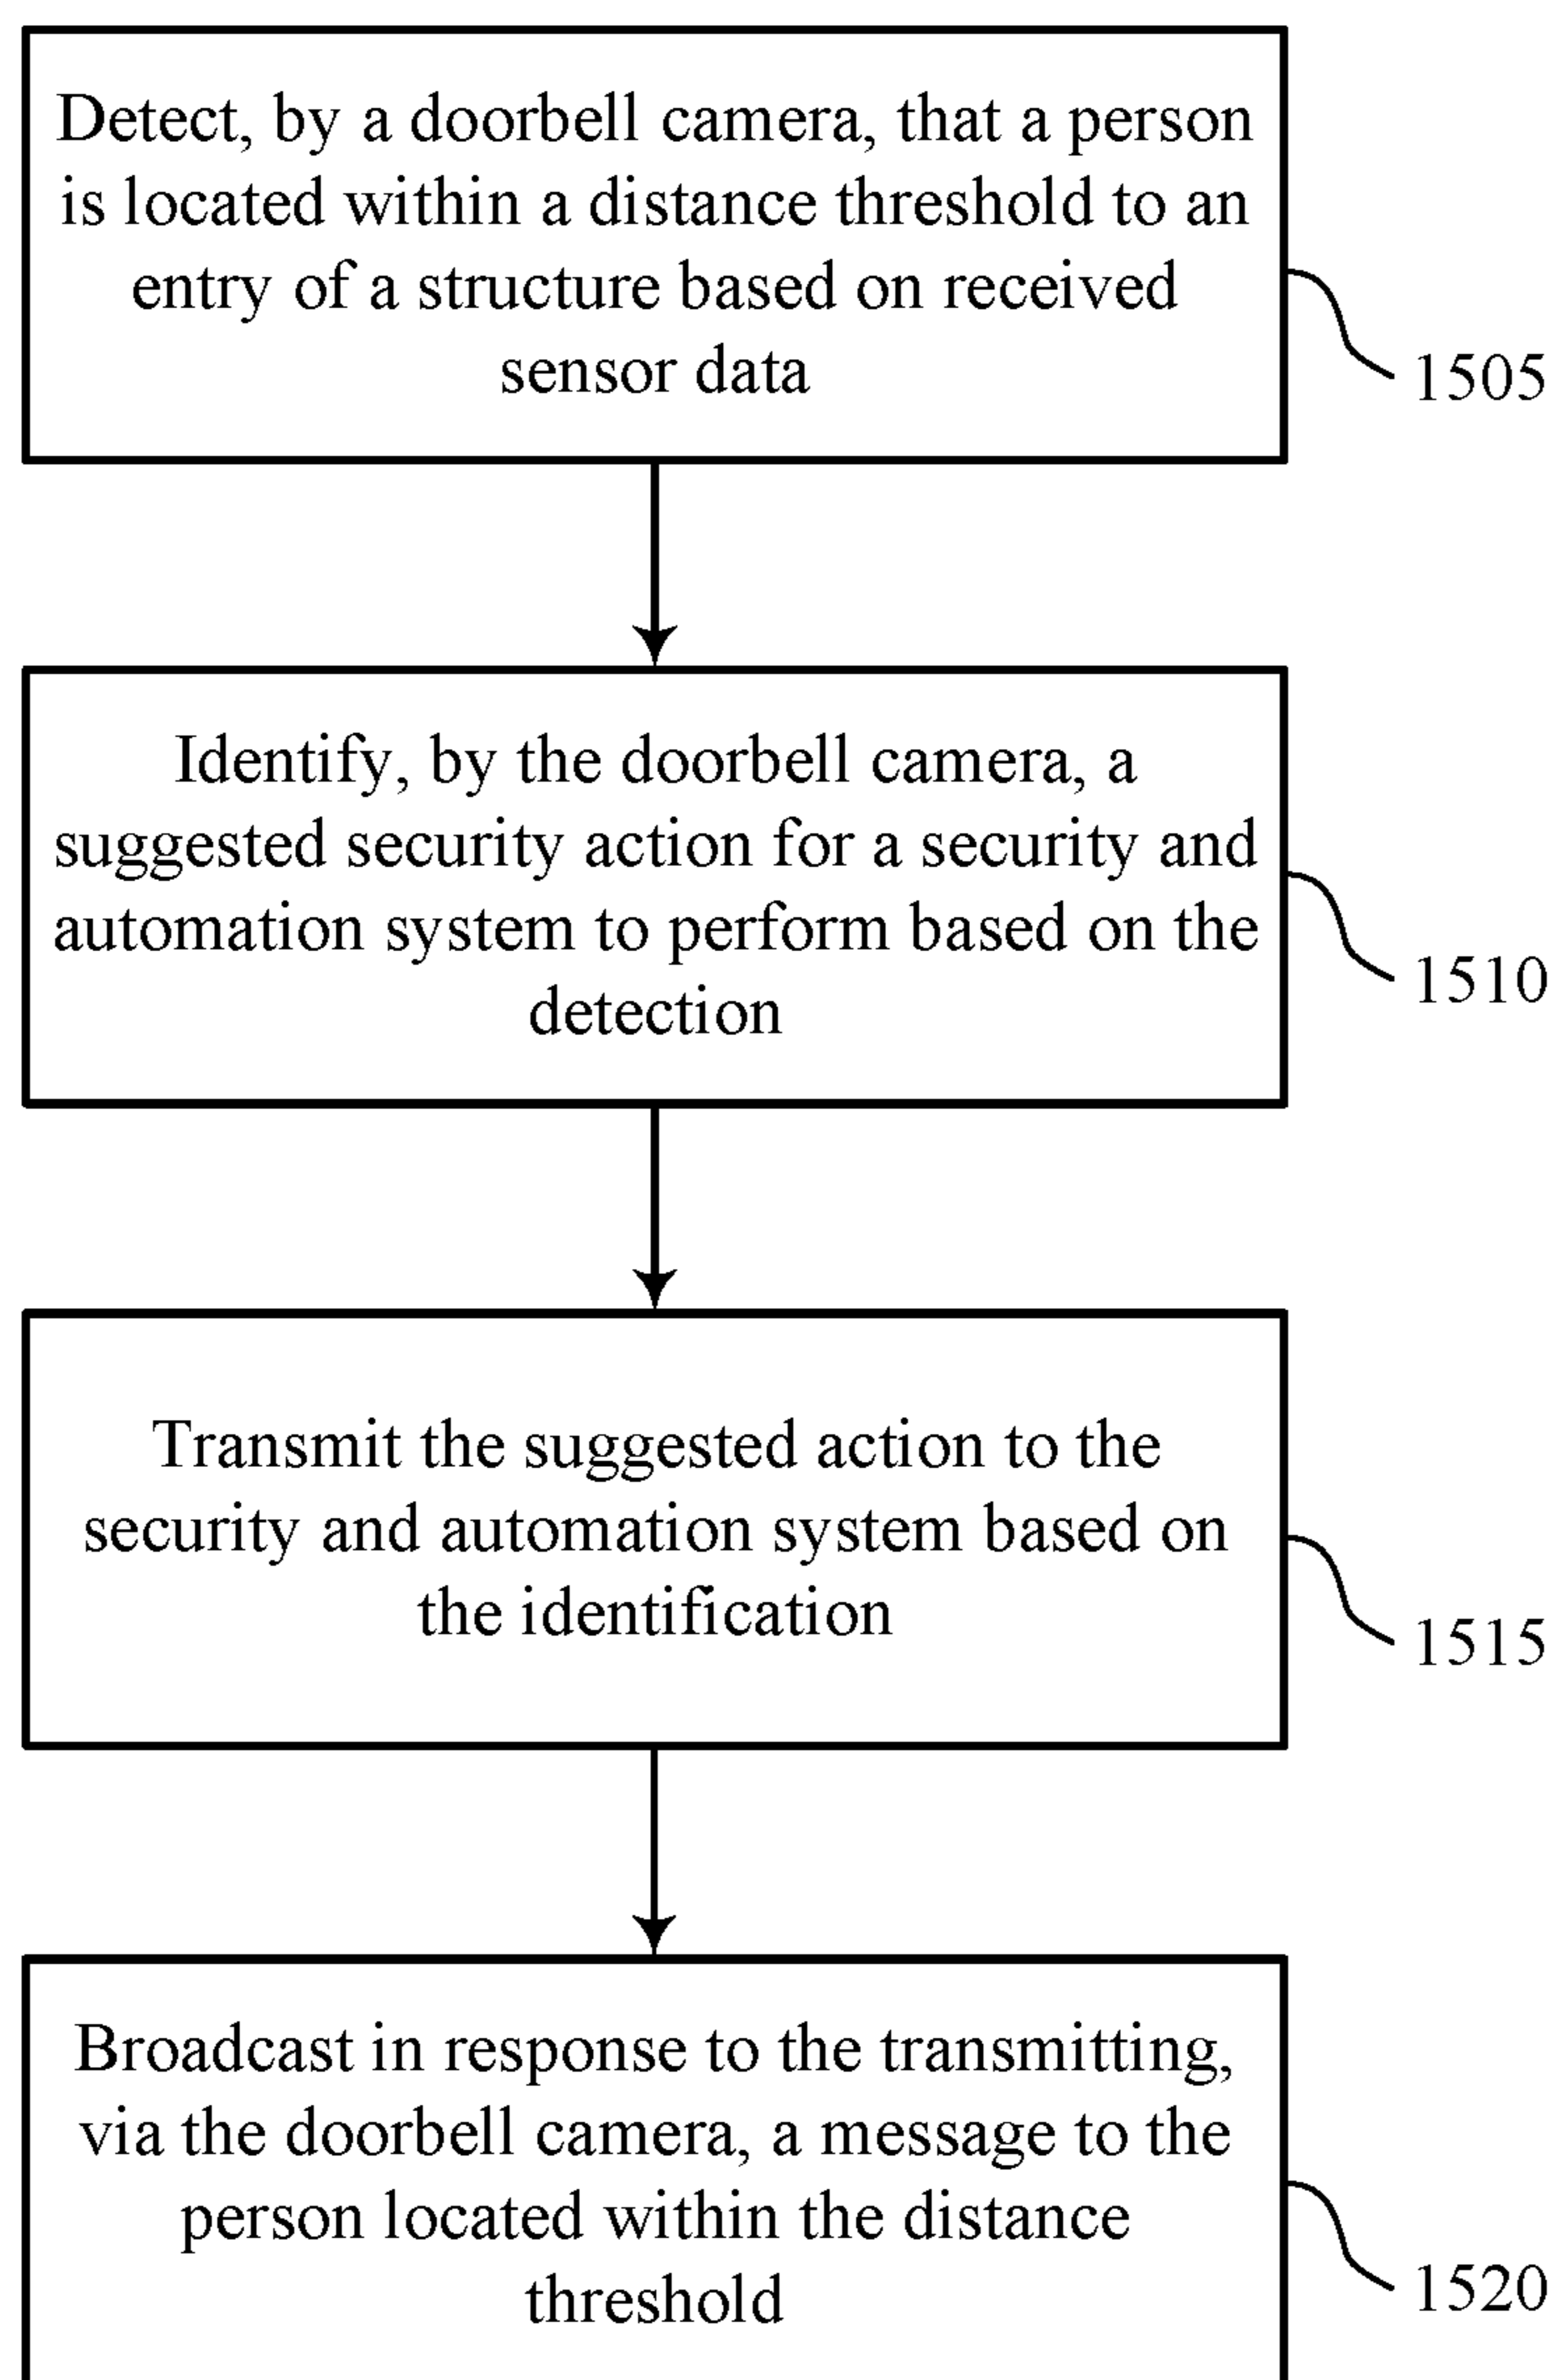 Detect, by a doorbell camera, that a person
is located within a distance threshold to an
entry of a structure based on received
sensor data
1505
Identify, by the doorbell camera, a
suggested security action for a security and
automation system to perform based on the
detection
1510
Transmit the suggested action to the
security and automation system based on
the identification
1515
Broadcast in response to the transmitting,
via the doorbell camera, a message to the
person located within the distance
threshold
1520